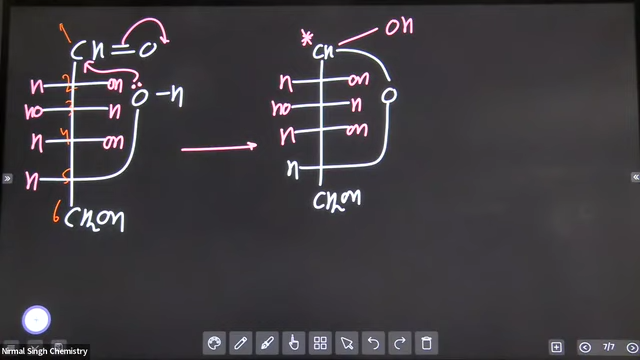 1
CH=O
OH
* CH
H 2 OH
H OH
O-H
O
HO 3 H
HO H
H 4 OH
H OH
H 5
H
6 CH2OH
CH2OH
Nirmal Singh Chemistry
7/7